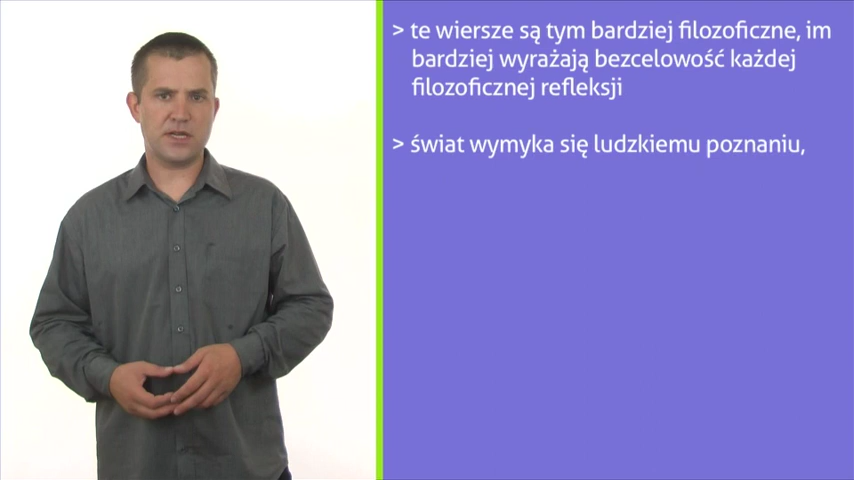 > te wiersze są tym bardziej filozoficzne, im
bardziej wyrażają bezcelowość każdej
filozoficznej refleksji
> świat wymyka się ludzkiemu poznaniu,